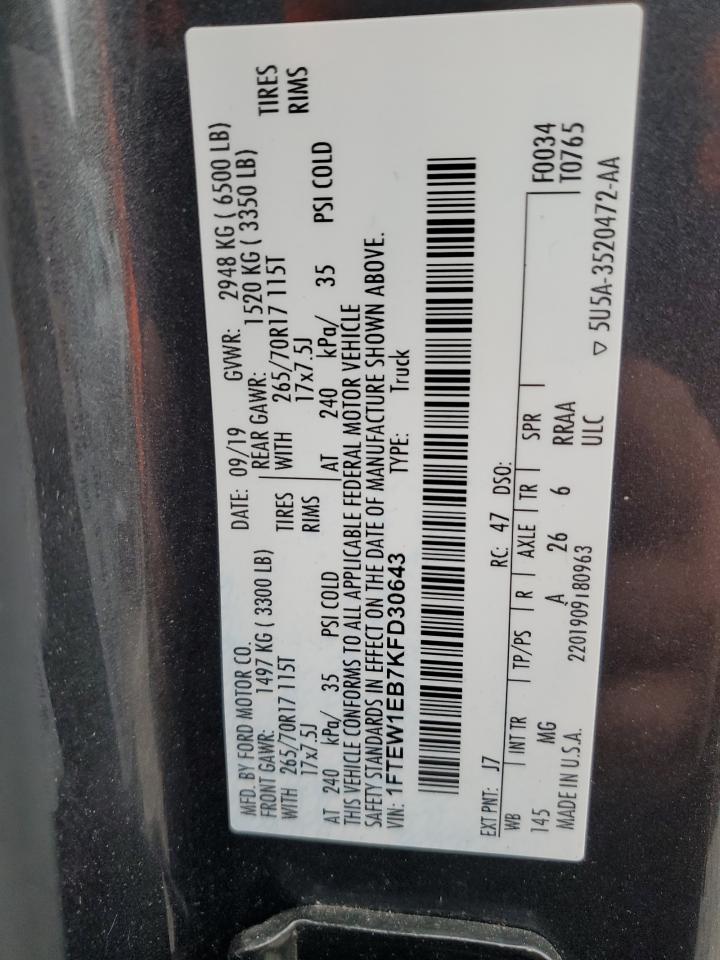 MFD. BY FORD MOTOR CO.
DATE: 09/19 GVWR: 2948 KG ( 6500 LB)
FRONT GAWR: 1497 KG ( 3300 LB) REAR GAWR: 1520 KG ( 3350 LB)
WITH 265/70R17 115T TIRES WITH 265/70R17 115T TIRES
17x7.5J RIMS 17x7.5J RIMS
AT 240 kPa/ 35 PSI COLD AT 240 kPa/ 35 PSI COLD
THIS VEHICLE CONFORMS TO ALL APPLICABLE FEDERAL MOTOR VEHICLE
SAFETY STANDARDS IN EFFECT ON THE DATE OF MANUFACTURE SHOWN ABOVE.
VIN: 1FTEW1EB7KFD30643 TYPE: Truck
EXT PNT: J7 RC: 47 DSO: F0034
T0765
WB INT TR TP/PS R AXLE TR SPR
145 MG A 26 6 RRAA
MADE IN U.S.A. 2201909180963 ULC
▽ 5U5A-3520472-AA